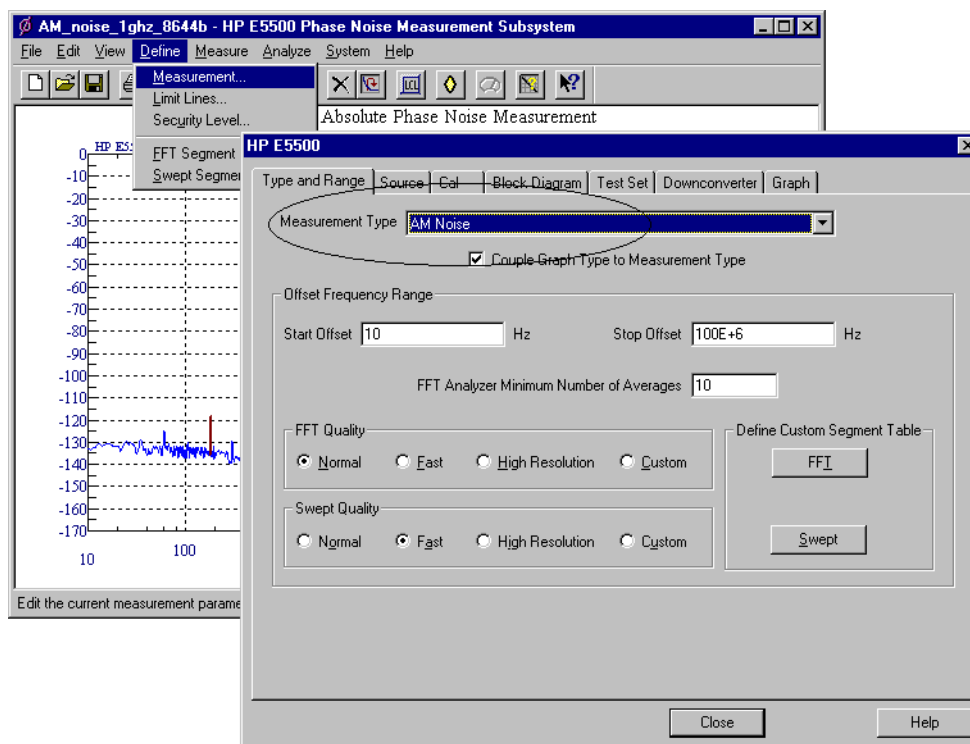 AM_noise_1ghz_8644b - HP E5500 Phase Noise Measurement Subsystem
File Edit View Define Measure Analyze System Help
Measurement...
Limit Lines...
Security Level...
FFT Segment
Absolute Phase Noise Measurement
HP E5500
Type and Range Source Cal Block Diagram Test Set Downconverter Graph
Measurement Type AM Noise
Couple Graph Type to Measurement Type
Offset Frequency Range
Start Offset 10 Hz Stop Offset 100E+6 Hz
FFT Analyzer Minimum Number of Averages 10
FFT Quality
Normal Fast High Resolution Custom
Swept Quality
Normal Fast High Resolution Custom
Define Custom Segment Table
FFT
Swept
Close Help
HP
0
-10
-20
-30
-40
-50
-60
-70
-80
-90
-100
-110
-120
-130
-140
-150
-160
-170
10 100
Edit the current measurement